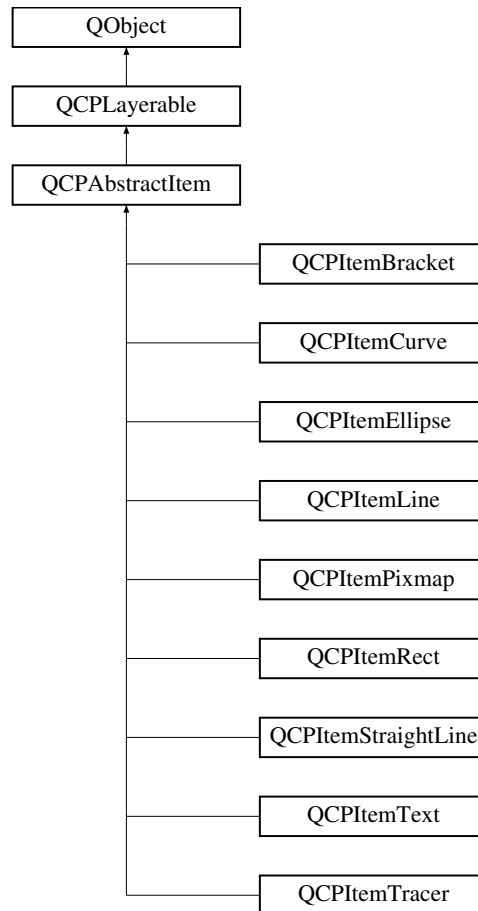 QObject
QCPLayerable
QCPAbstractItem
QCPItemBracket
QCPItemCurve
QCPItemEllipse
QCPItemLine
QCPItemPixmap
QCPItemRect
QCPItemStraightLine
QCPItemText
QCPItemTracer